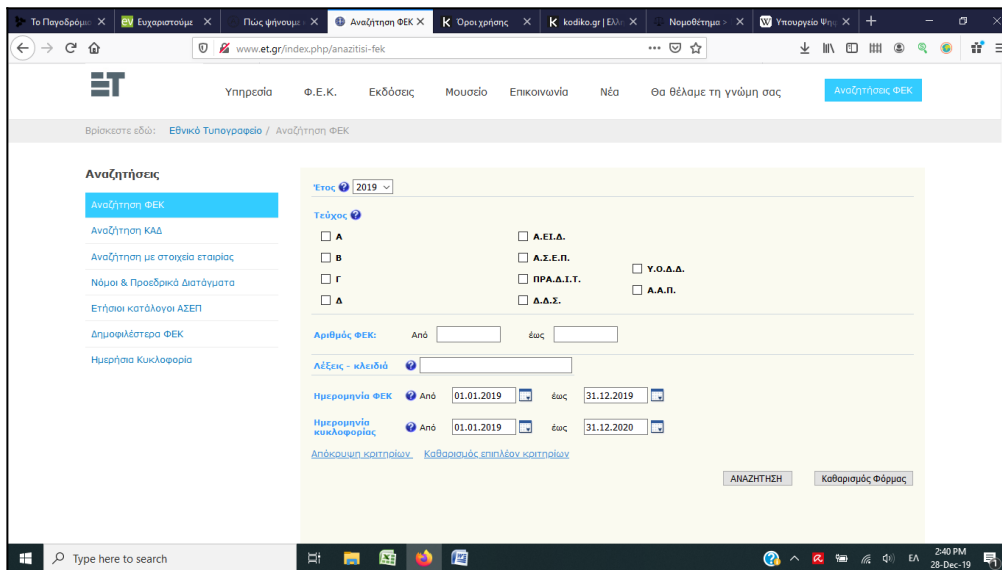 Το Παγοδρόμιο
ev Ευχαριστούμε
Πώς ψήνουμε
Αναζήτηση ΦΕΚ
Όροι χρήσης
kodiko.gr | Ελλ
Νομοθέτημα >
W Υπουργείο Ψηφ
www.et.gr/index.php/anazitisi-fek
ΕΤ
Υπηρεσία Φ.Ε.Κ. Εκδόσεις Μουσείο Επικοινωνία Νέα Θα θέλαμε τη γνώμη σας Αναζητήσεις ΦΕΚ
Βρίσκεστε εδώ: Εθνικό Τυπογραφείο / Αναζήτηση ΦΕΚ
Αναζητήσεις
Αναζήτηση ΦΕΚ
Αναζήτηση ΚΑΔ
Αναζήτηση με στοιχεία εταιρίας
Νόμοι & Προεδρικά Διατάγματα
Ετήσιοι κατάλογοι ΑΣΕΠ
Δημοφιλέστερα ΦΕΚ
Ημερήσια Κυκλοφορία
Έτος ? 2019
Τεύχος ?
Α
Β
Γ
Δ
Α.ΕΙ.Δ.
Α.Σ.Ε.Π.
ΠΡΑ.Δ.Ι.Τ.
Δ.Δ.Σ.
Υ.Ο.Δ.Δ.
Α.Α.Π.
Αριθμός ΦΕΚ: Από έως
Λέξεις - κλειδιά ?
Ημερομηνία ΦΕΚ ? Από 01.01.2019 έως 31.12.2019
Ημερομηνία
κυκλοφορίας ? Από 01.01.2019 έως 31.12.2020
Απόκρυψη κριτηρίων Καθαρισμός επιπλέον κριτηρίων
ΑΝΑΖΗΤΗΣΗ Καθαρισμός Φόρμας
Type here to search
ΕΛ
2:40 PM
28-Dec-19